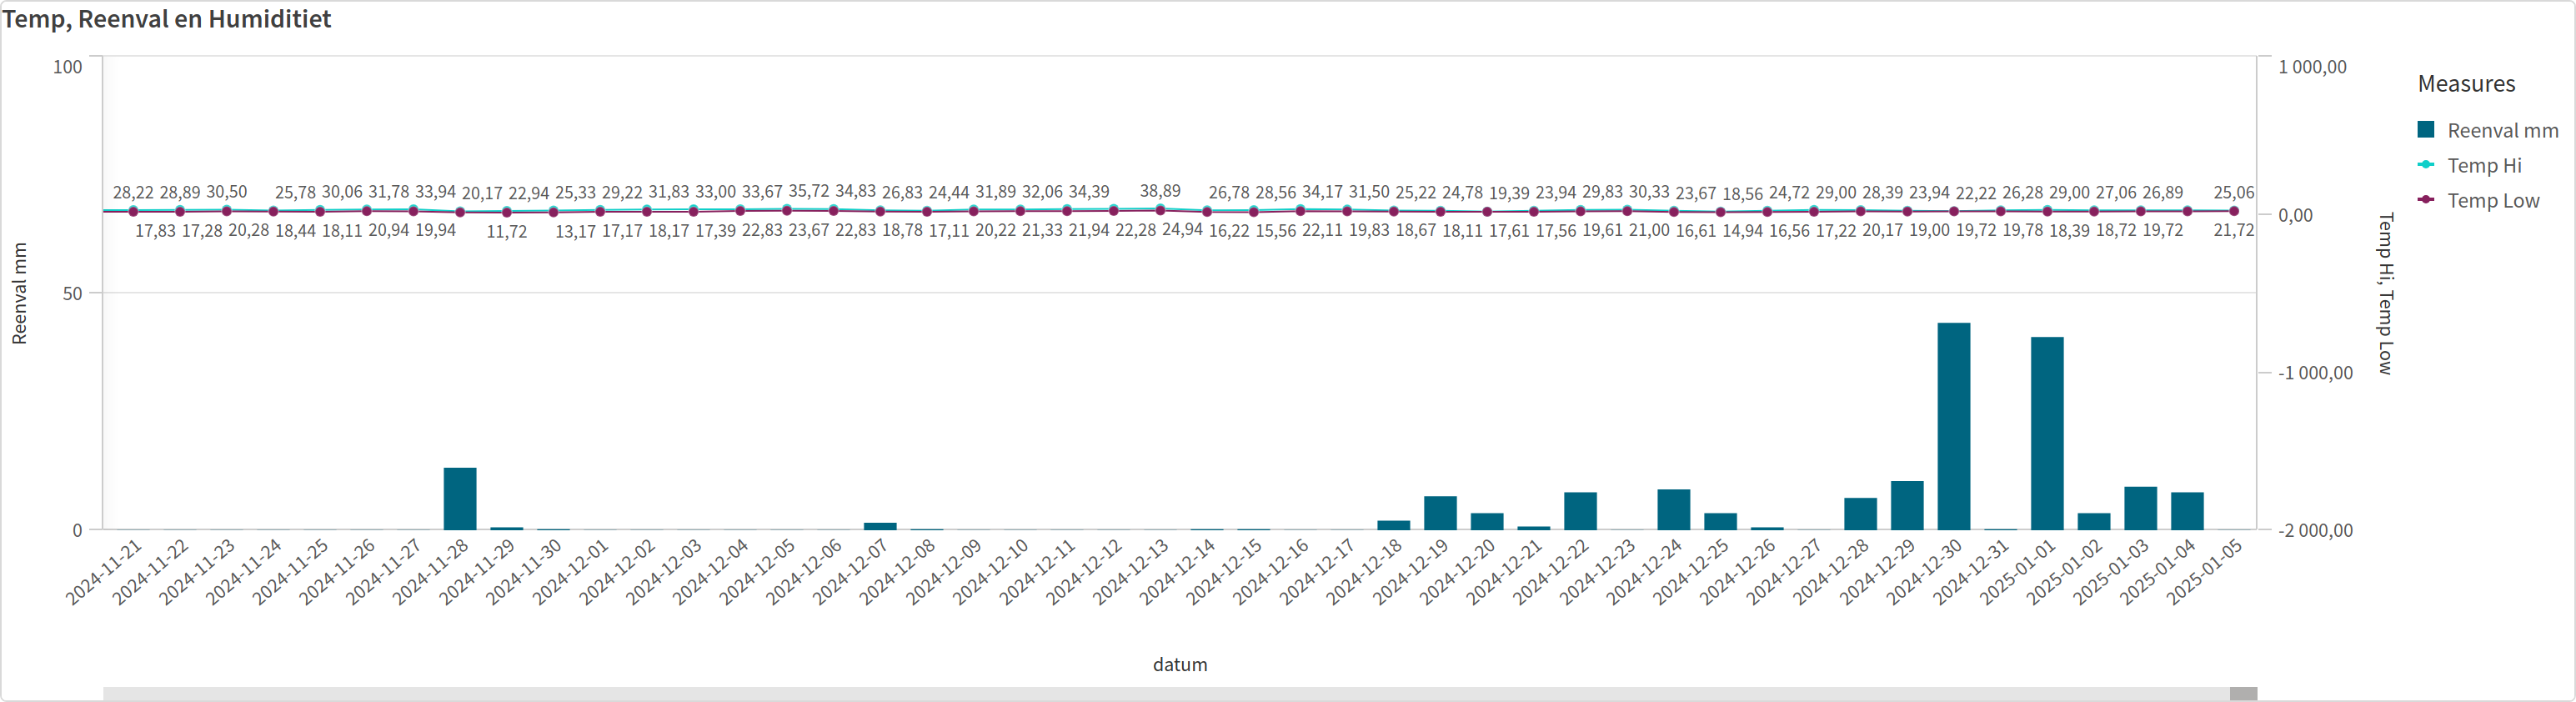 Temp, Reenval en Humiditiet
100
50
0
Reenval mm
1 000,00
0,00
-1 000,00
-2 000,00
Temp Hi, Temp Low
Measures
Reenval mm
Temp Hi
Temp Low
28,22 28,89 30,50 25,78 30,06 31,78 33,94 20,17 22,94 25,33 29,22 31,83 33,00 33,67 35,72 34,83 26,83 24,44 31,89 32,06 34,39 38,89 26,78 28,56 34,17 31,50 25,22 24,78 19,39 23,94 29,83 30,33 23,67 18,56 24,72 29,00 28,39 23,94 22,22 26,28 29,00 27,06 26,89 25,06
17,83 17,28 20,28 18,44 18,11 20,94 19,94 11,72 13,17 17,17 18,17 17,39 22,83 23,67 22,83 18,78 17,11 20,22 21,33 21,94 22,28 24,94 16,22 15,56 22,11 19,83 18,67 18,11 17,61 17,56 19,61 21,00 16,61 14,94 16,56 17,22 20,17 19,00 19,72 19,78 18,39 18,72 19,72 21,72
2024-11-21 2024-11-22 2024-11-23 2024-11-24 2024-11-25 2024-11-26 2024-11-27 2024-11-28 2024-11-29 2024-11-30 2024-12-01 2024-12-02 2024-12-03 2024-12-04 2024-12-05 2024-12-06 2024-12-07 2024-12-08 2024-12-09 2024-12-10 2024-12-11 2024-12-12 2024-12-13 2024-12-14 2024-12-15 2024-12-16 2024-12-17 2024-12-18 2024-12-19 2024-12-20 2024-12-21 2024-12-22 2024-12-23 2024-12-24 2024-12-25 2024-12-26 2024-12-27 2024-12-28 2024-12-29 2024-12-30 2024-12-31 2025-01-01 2025-01-02 2025-01-03 2025-01-04 2025-01-05
datum